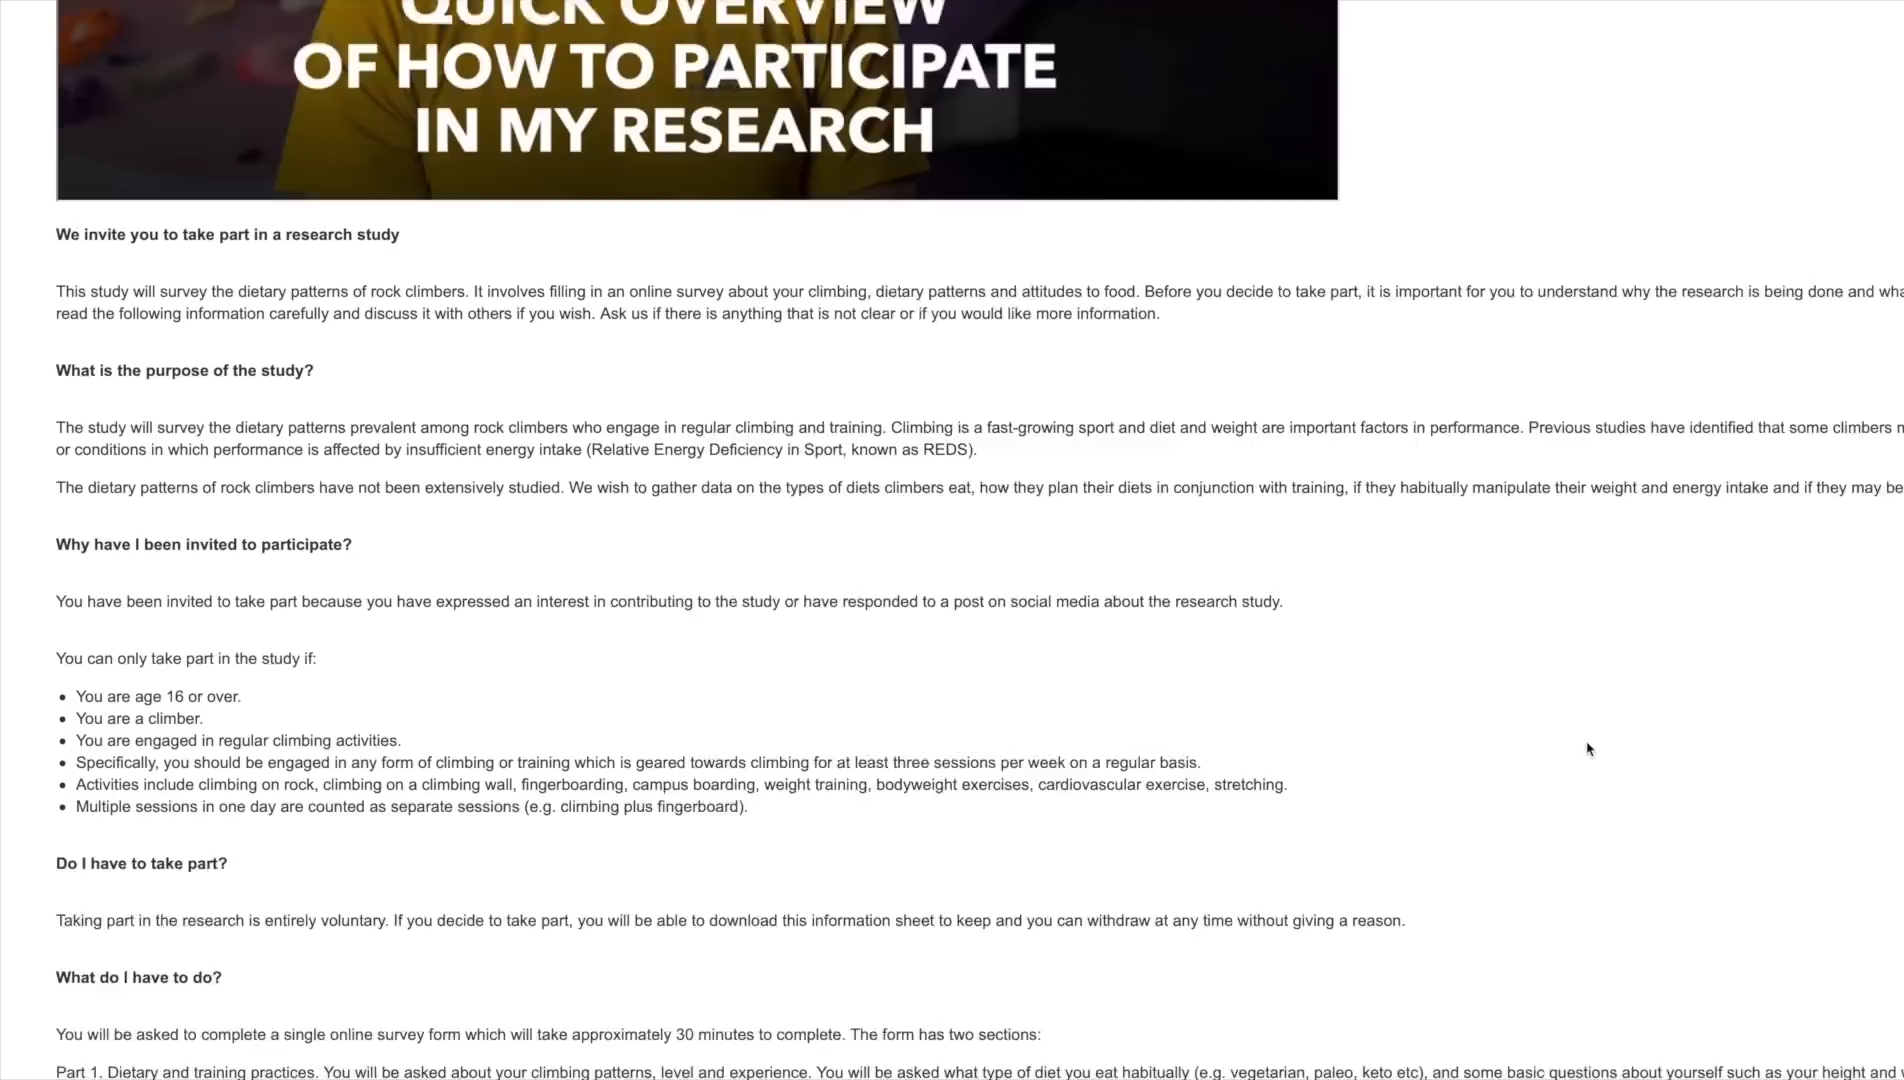 QUICK OVERVIEW
OF HOW TO PARTICIPATE
IN MY RESEARCH
We invite you to take part in a research study
This study will survey the dietary patterns of rock climbers. It involves filling in an online survey about your climbing, dietary patterns and attitudes to food. Before you decide to take part, it is important for you to understand why the research is being done and
read the following information carefully and discuss it with others if you wish. Ask us if there is anything that is not clear or if you would like more information.
What is the purpose of the study?
The study will survey the dietary patterns prevalent among rock climbers who engage in regular climbing and training. Climbing is a fast-growing sport and diet and weight are important factors in performance. Previous studies have identified that some climbers
or conditions in which performance is affected by insufficient energy intake (Relative Energy Deficiency in Sport, known as REDS).
The dietary patterns of rock climbers have not been extensively studied. We wish to gather data on the types of diets climbers eat, how they plan their diets in conjunction with training, if they habitually manipulate their weight and energy intake and if they may be
Why have I been invited to participate?
You have been invited to take part because you have expressed an interest in contributing to the study or have responded to a post on social media about the research study.
You can only take part in the study if:
• You are age 16 or over.
• You are a climber.
• You are engaged in regular climbing activities.
• Specifically, you should be engaged in any form of climbing or training which is geared towards climbing for at least three sessions per week on a regular basis.
• Activities include climbing on rock, climbing on a climbing wall, fingerboarding, campus boarding, weight training, bodyweight exercises, cardiovascular exercise, stretching.
• Multiple sessions in one day are counted as separate sessions (e.g. climbing plus fingerboard).
Do I have to take part?
Taking part in the research is entirely voluntary. If you decide to take part, you will be able to download this information sheet to keep and you can withdraw at any time without giving a reason.
What do I have to do?
You will be asked to complete a single online survey form which will take approximately 30 minutes to complete. The form has two sections:
Part 1. Dietary and training practices. You will be asked about your climbing patterns, level and experience. You will be asked what type of diet you eat habitually (e.g. vegetarian, paleo, keto etc), and some basic questions about yourself such as your height and